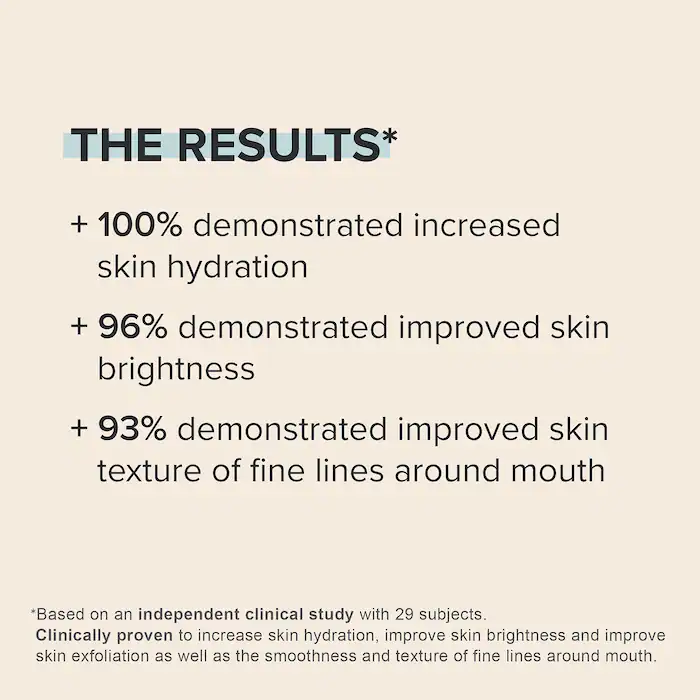 THE RESULTS*
+ 100% demonstrated increased
skin hydration
+ 96% demonstrated improved skin
brightness
+ 93% demonstrated improved skin
texture of fine lines around mouth
*Based on an independent clinical study with 29 subjects.
Clinically proven to increase skin hydration, improve skin brightness and improve
skin exfoliation as well as the smoothness and texture of fine lines around mouth.